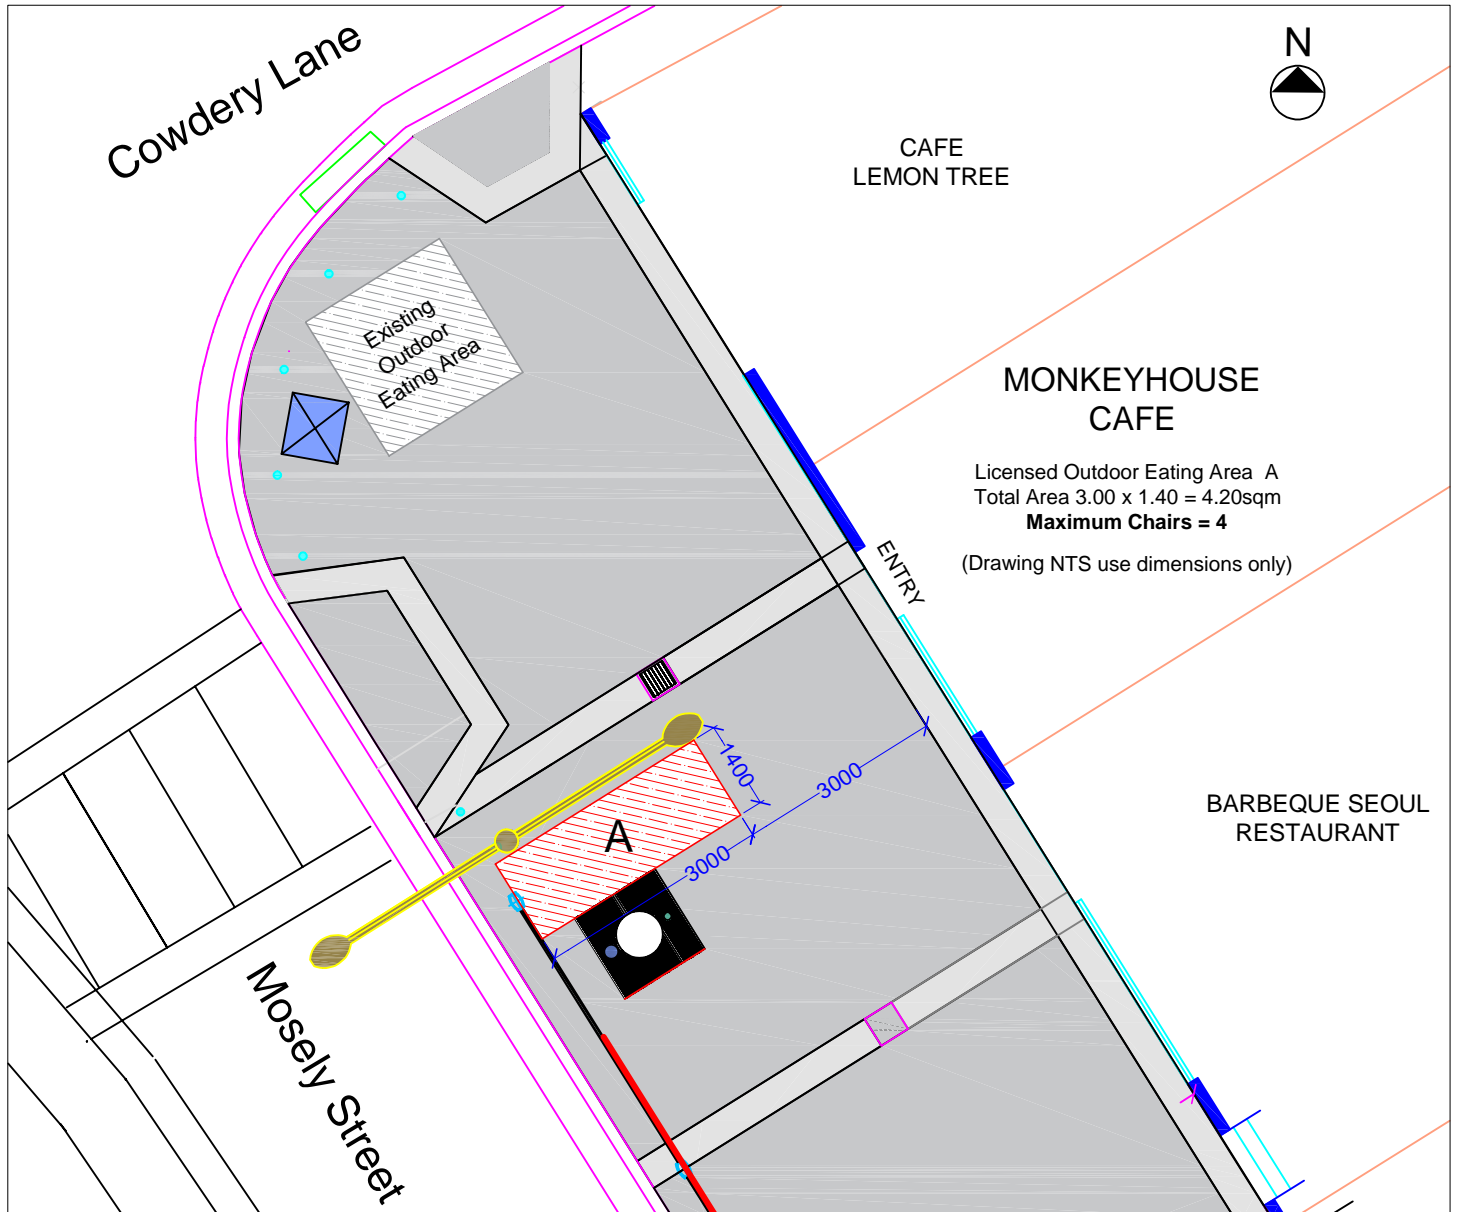 Cowdery Lane
N
CAFE
LEMON TREE
Existing
Outdoor
Eating Area
MONKEYHOUSE
CAFE
Licensed Outdoor Eating Area  A
Total Area 3.00 x 1.40 = 4.20sqm
Maximum Chairs = 4
(Drawing NTS use dimensions only)
ENTRY
1400
3000
3000
A
BARBEQUE SEOUL
RESTAURANT
Mosely Street